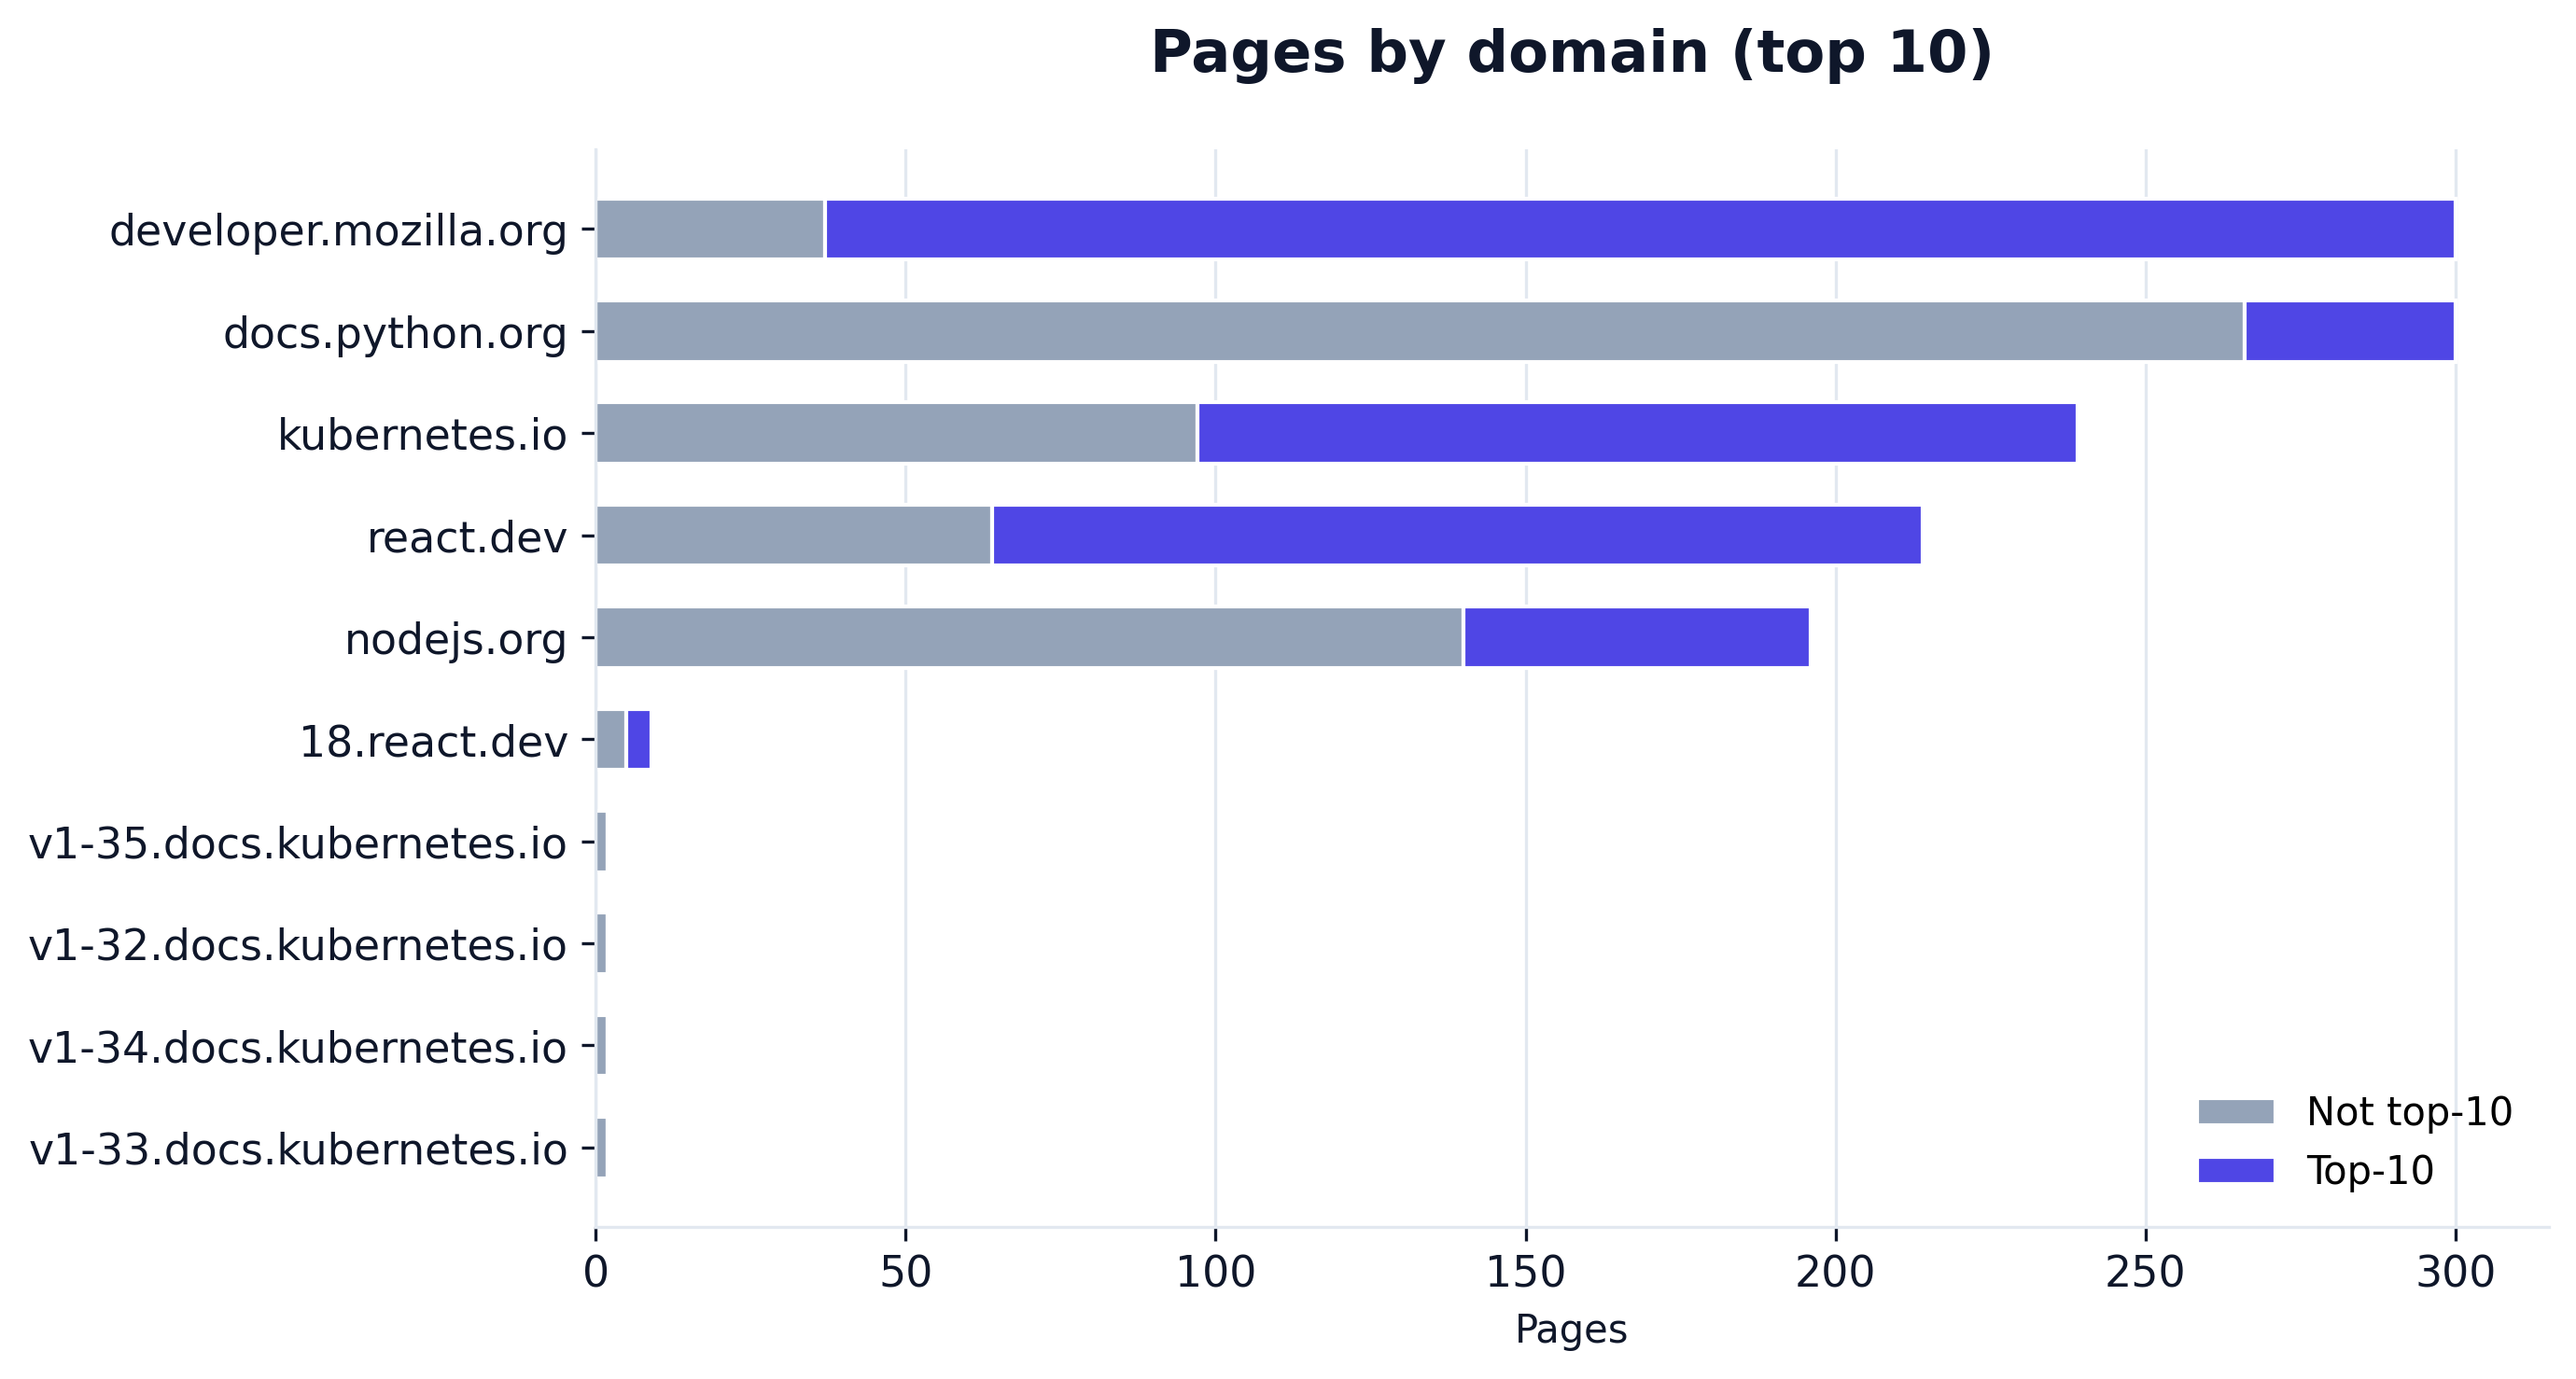 Pages by domain (top 10)
developer.mozilla.org
docs.python.org
kubernetes.io
react.dev
nodejs.org
18.react.dev
v1-35.docs.kubernetes.io
v1-32.docs.kubernetes.io
v1-34.docs.kubernetes.io
v1-33.docs.kubernetes.io
Not top-10
Top-10
0 50 100 150 200 250 300
Pages